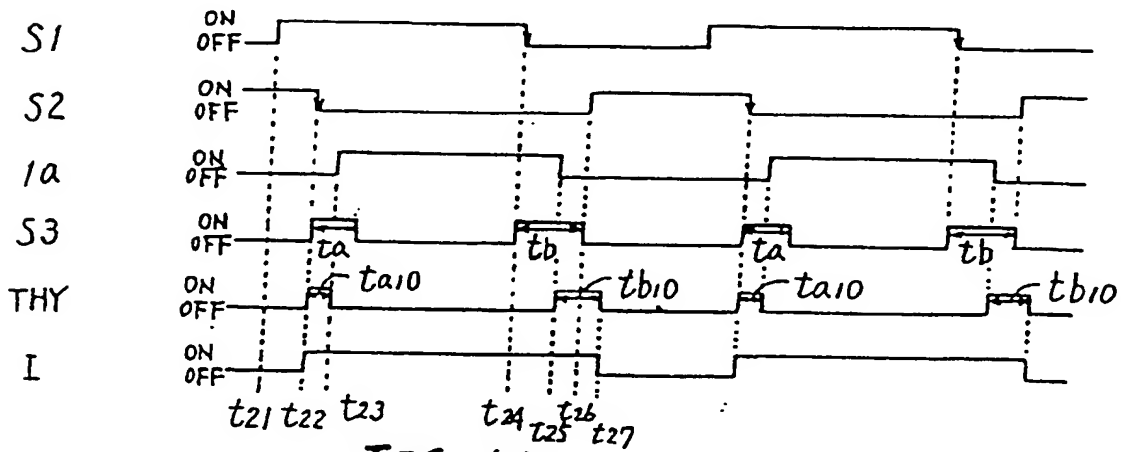 S1 ON
OFF
S2 ON
OFF
1a ON
OFF
S3 ON
OFF
ta tb ta tb
THY ON
OFF
ta10 tb10 ta10 tb10
I ON
OFF
t21 t22 t23 t24 t25 t26 t27